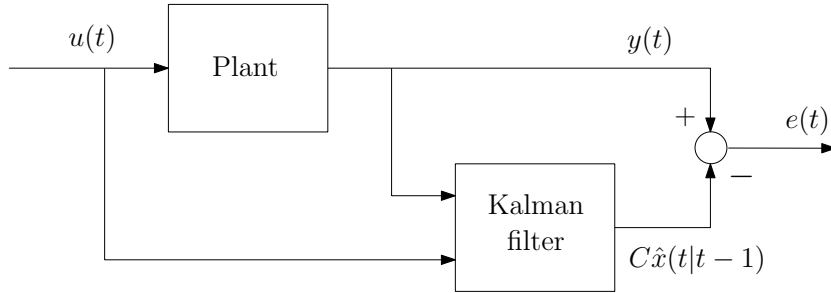 u(t)
Plant
y(t)
+
e(t)
−
Kalman
filter
Cx̂(t|t − 1)